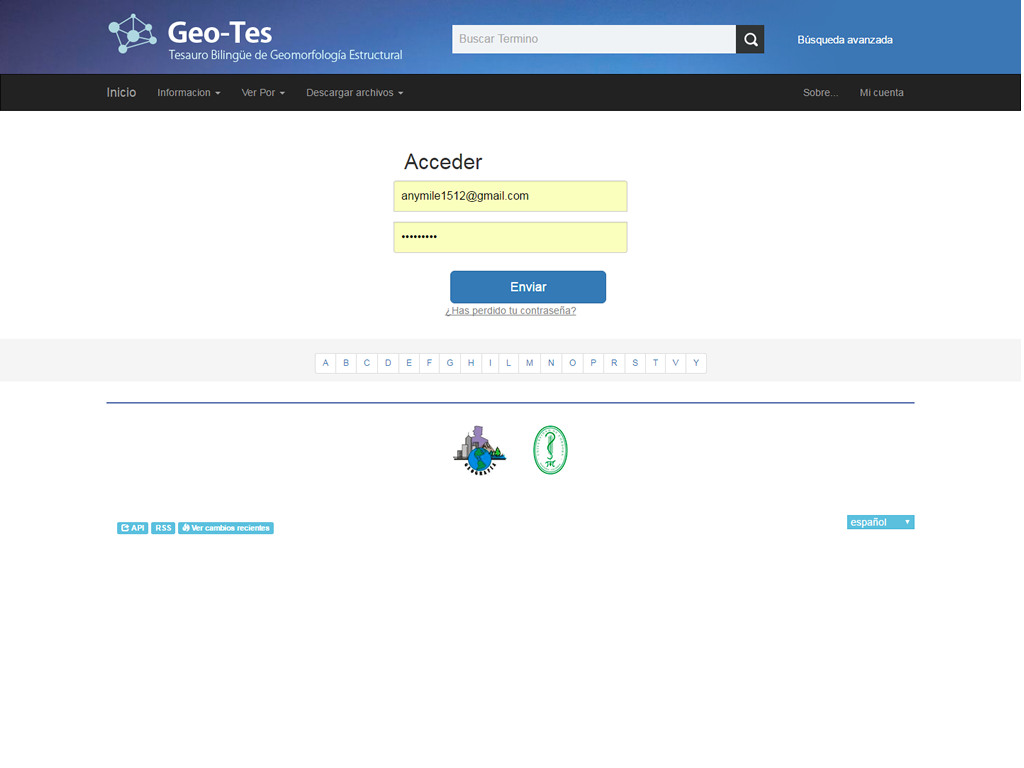 Geo-Tes
Tesauro Bilingüe de Geomorfología Estructural
Buscar Termino
Búsqueda avanzada
Inicio Informacion Ver Por Descargar archivos Sobre... Mi cuenta
Acceder
anymile1512@gmail.com
•••••••••
Enviar
¿Has perdido tu contraseña?
A B C D E F G H I L M N O P R S T V Y
GEOGRAFIA
API RSS Ver cambios recientes
español